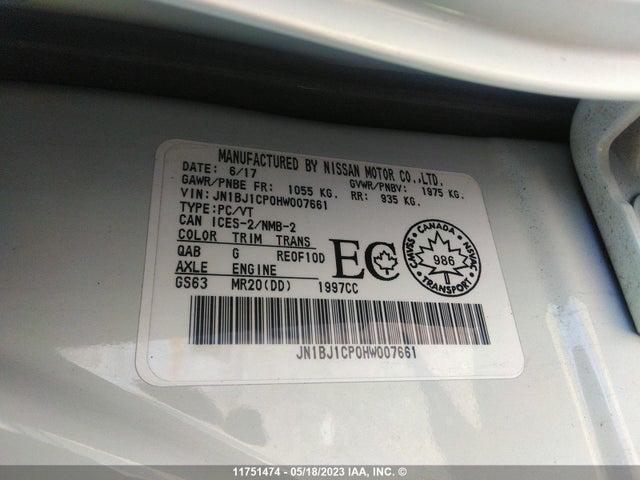 MANUFACTURED BY NISSAN MOTOR CO.,LTD.
DATE: 6/17
GAWR/PNBE FR: 1055 KG. GVWR/PNBV: 1975 KG.
RR: 935 KG.
VIN: JN1BJ1CP0HW007661
TYPE:PC/VT
CAN ICES-2/NMB-2
COLOR TRIM TRANS
QAB G RE0F10D
AXLE ENGINE
GS63 MR20(DD) 1997CC
EC
CANADA
CMVSS
986
NSVAC
TRANSPORT
JN1BJ1CP0HW007661
11751474 - 05/18/2023 IAA, INC. ©